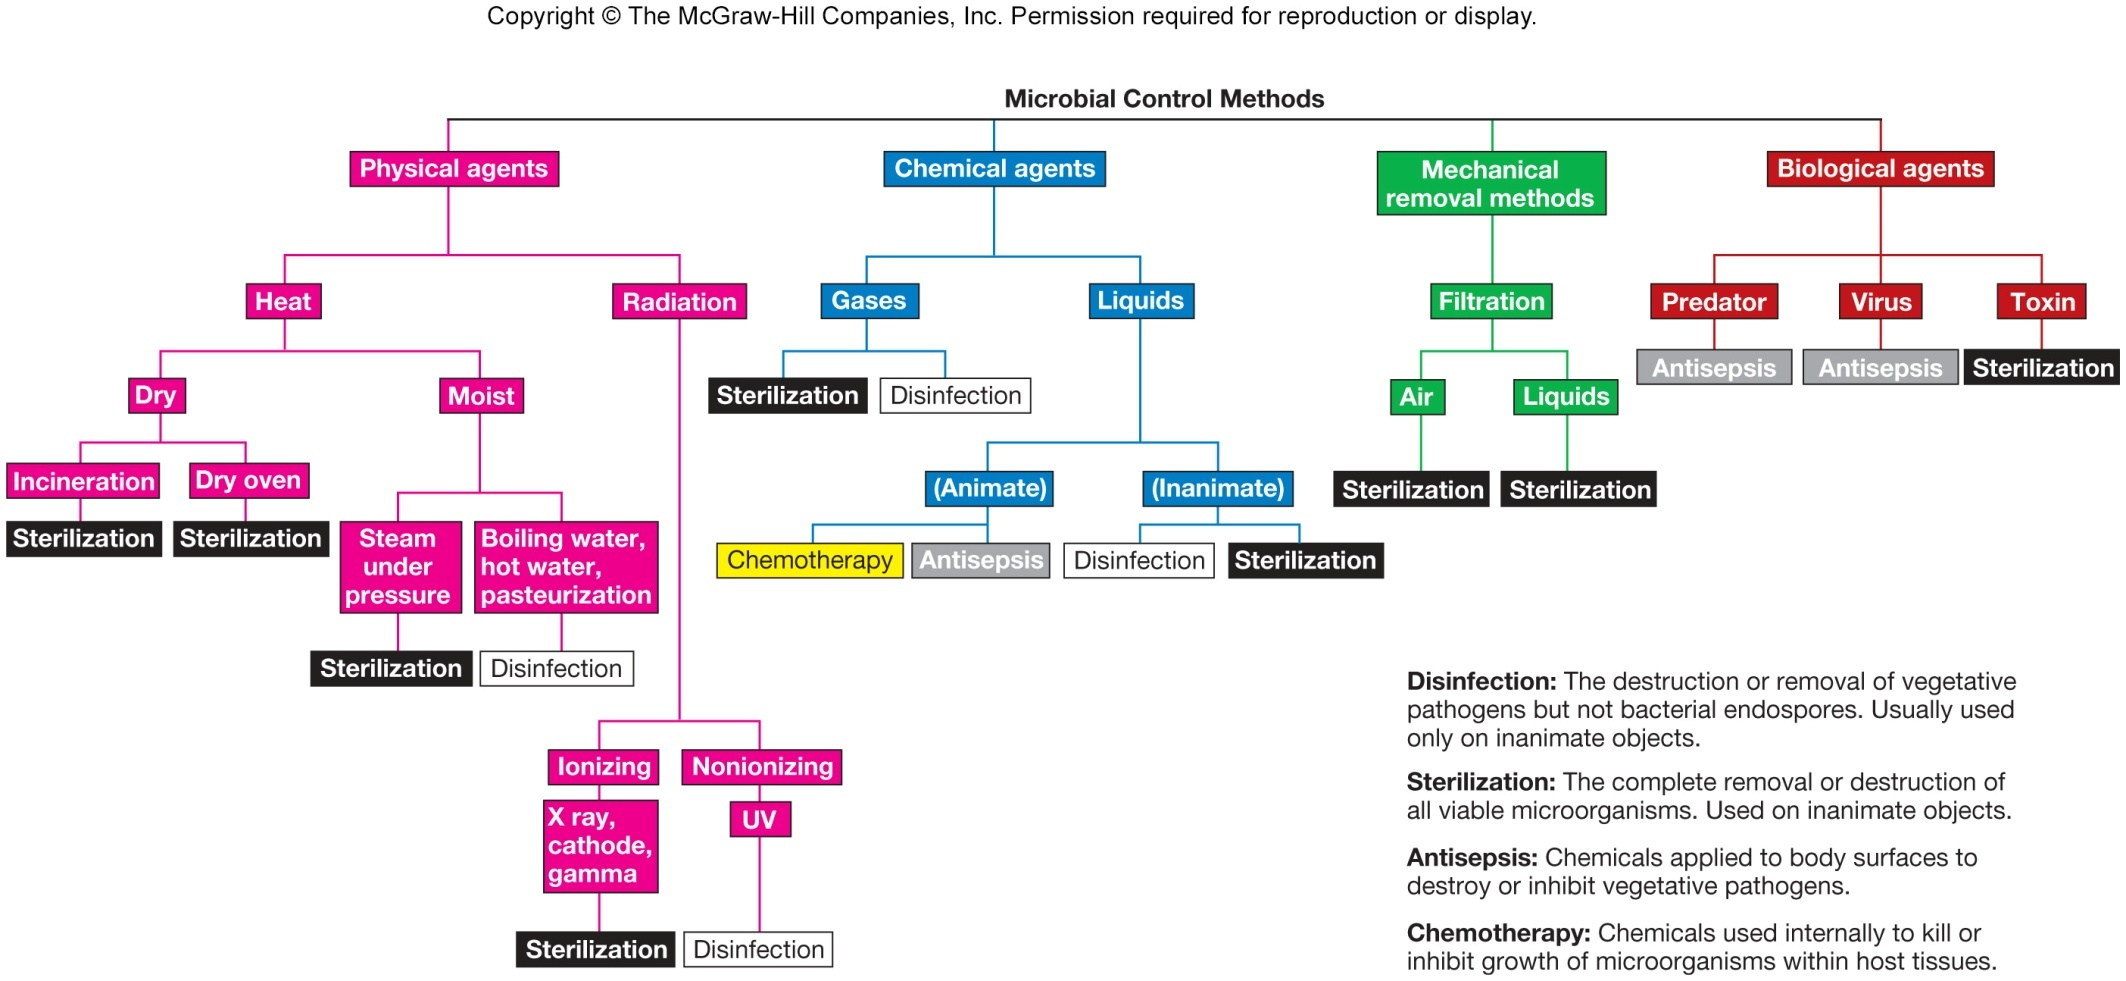 Copyright © The McGraw-Hill Companies, Inc. Permission required for reproduction or display.
Microbial Control Methods
Physical agents
Chemical agents
Mechanical
removal methods
Biological agents
Heat
Radiation
Gases
Liquids
Filtration
Predator
Virus
Toxin
Antisepsis
Antisepsis
Sterilization
Dry
Moist
Sterilization
Disinfection
Air
Liquids
Incineration
Dry oven
(Animate)
(Inanimate)
Sterilization
Sterilization
Sterilization
Sterilization
Steam
under
pressure
Boiling water,
hot water,
pasteurization
Chemotherapy
Antisepsis
Disinfection
Sterilization
Sterilization
Disinfection
Ionizing
Nonionizing
X ray,
cathode,
gamma
UV
Sterilization
Disinfection
Disinfection: The destruction or removal of vegetative
pathogens but not bacterial endospores. Usually used
only on inanimate objects.
Sterilization: The complete removal or destruction of
all viable microorganisms. Used on inanimate objects.
Antisepsis: Chemicals applied to body surfaces to
destroy or inhibit vegetative pathogens.
Chemotherapy: Chemicals used internally to kill or
inhibit growth of microorganisms within host tissues.